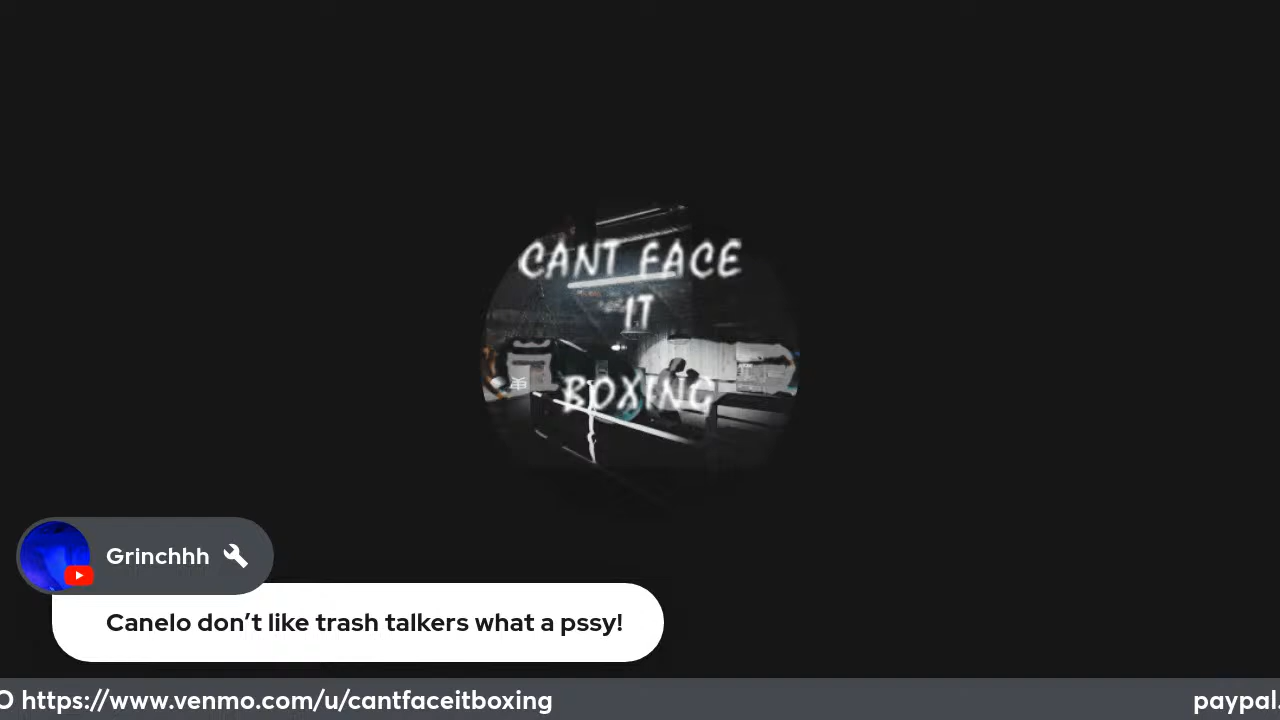 CANT FACE
IT
BOXING
Grinchhh
Canelo don’t like trash talkers what a pssy!
O https://www.venmo.com/u/cantfaceitboxing
paypal.